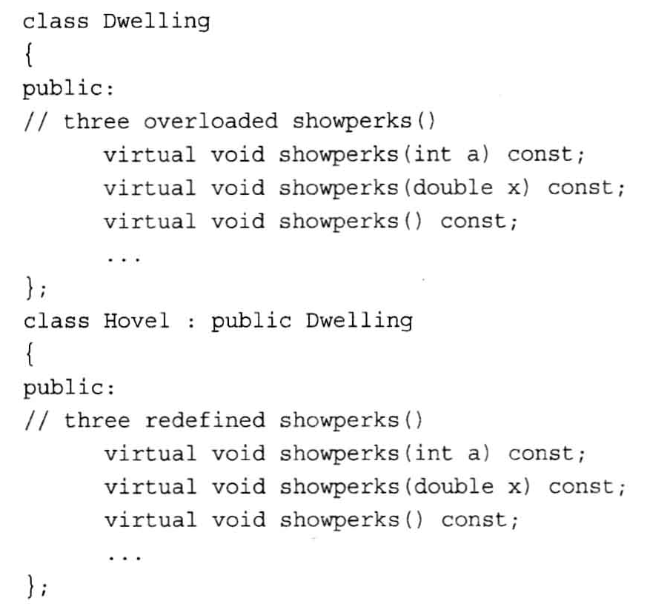 class Dwelling
{
public:
// three overloaded showperks()
virtual void showperks(int a) const;
virtual void showperks(double x) const;
virtual void showperks() const;
...
};
class Hovel : public Dwelling
{
public:
// three redefined showperks()
virtual void showperks(int a) const;
virtual void showperks(double x) const;
virtual void showperks() const;
...
};